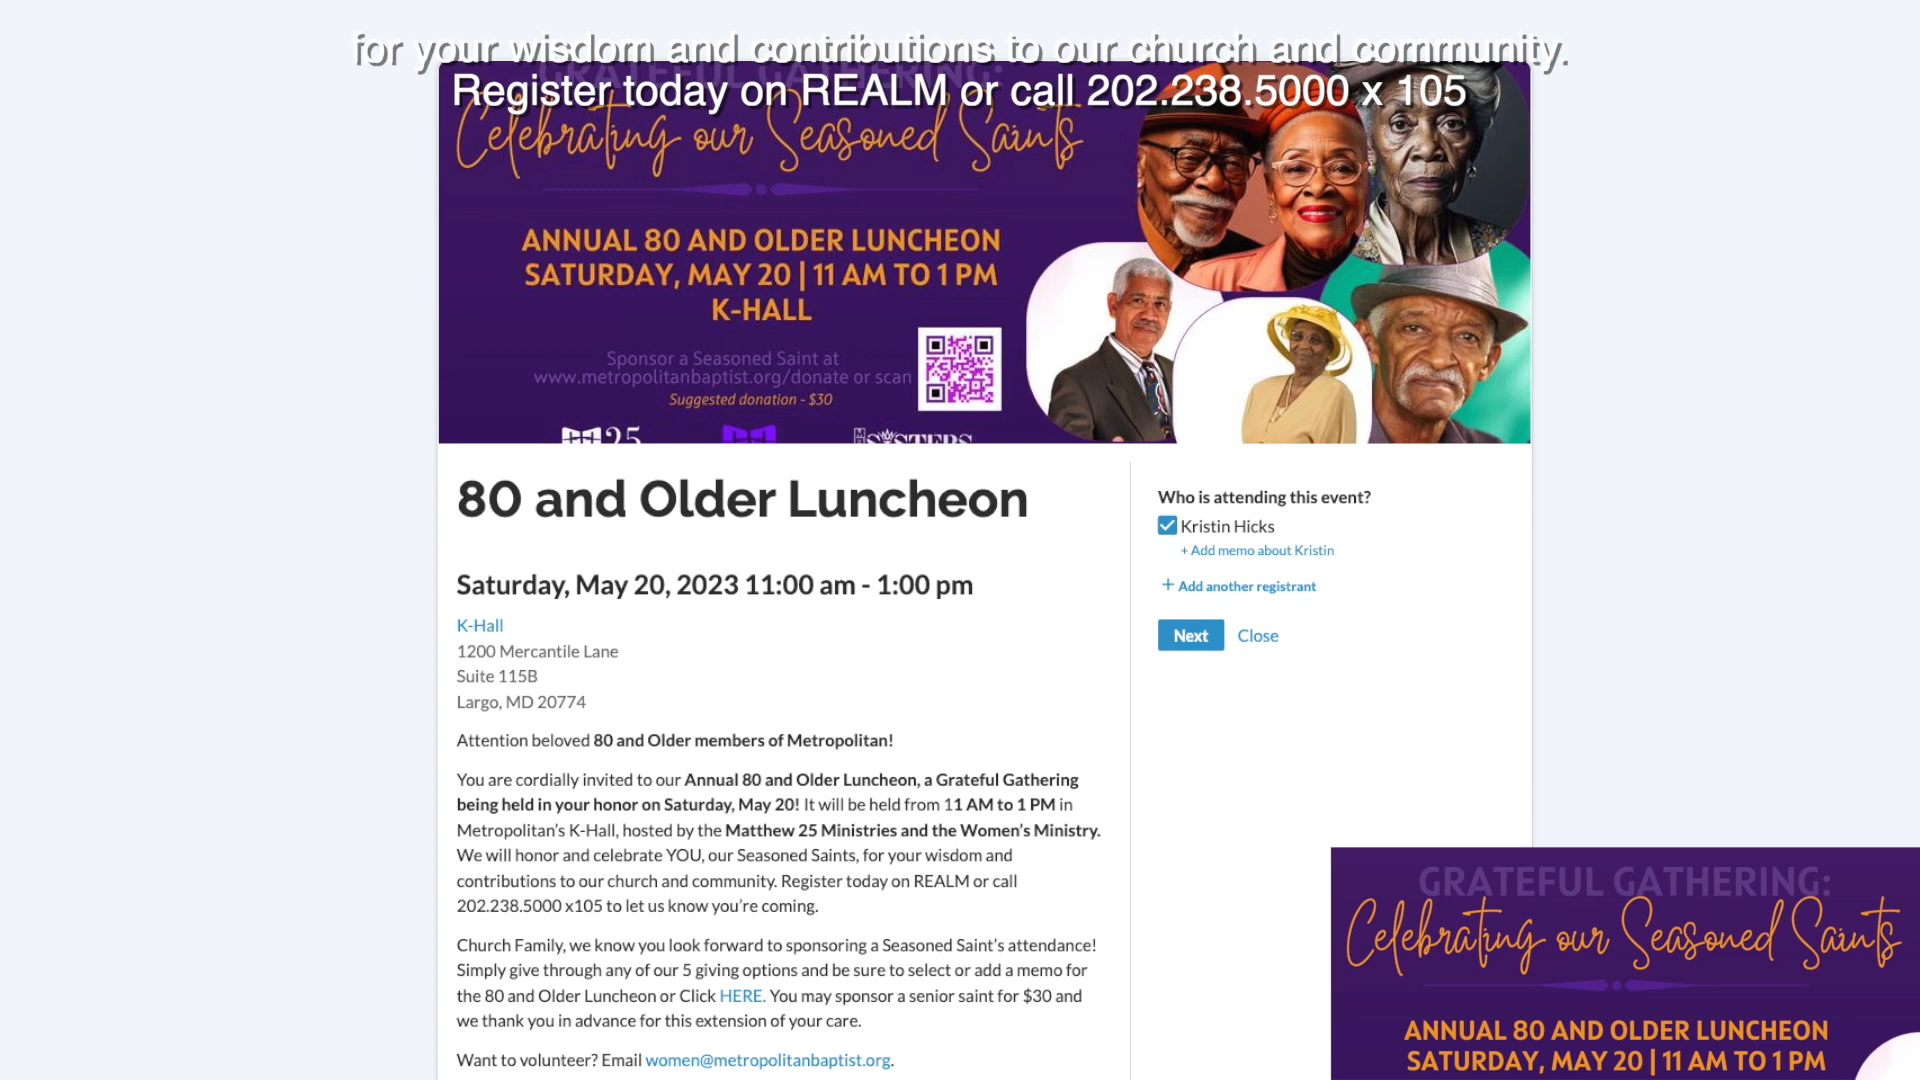 for your wisdom and contributions to our church and community.
Register today on REALM or call 202.238.5000 x 105
GRATEFUL GATHERING:
Celebrating our Seasoned Saints
ANNUAL 80 AND OLDER LUNCHEON
SATURDAY, MAY 20 | 11 AM TO 1 PM
K-HALL
Sponsor a Seasoned Saint at
www.metropolitanbaptist.org/donate or scan
Suggested donation - $30
80 and Older Luncheon
Saturday, May 20, 2023 11:00 am - 1:00 pm
K-Hall
1200 Mercantile Lane
Suite 115B
Largo, MD 20774
Attention beloved 80 and Older members of Metropolitan!
You are cordially invited to our Annual 80 and Older Luncheon, a Grateful Gathering
being held in your honor on Saturday, May 20! It will be held from 11 AM to 1 PM in
Metropolitan's K-Hall, hosted by the Matthew 25 Ministries and the Women's Ministry.
We will honor and celebrate YOU, our Seasoned Saints, for your wisdom and
contributions to our church and community. Register today on REALM or call
202.238.5000 x105 to let us know you're coming.
Church Family, we know you look forward to sponsoring a Seasoned Saint's attendance!
Simply give through any of our 5 giving options and be sure to select or add a memo for
the 80 and Older Luncheon or Click HERE. You may sponsor a senior saint for $30 and
we thank you in advance for this extension of your care.
Want to volunteer? Email women@metropolitanbaptist.org.
Who is attending this event?
Kristin Hicks
+ Add memo about Kristin
+ Add another registrant
Next Close
GRATEFUL GATHERING:
Celebrating our Seasoned Saints
ANNUAL 80 AND OLDER LUNCHEON
SATURDAY, MAY 20 | 11 AM TO 1 PM